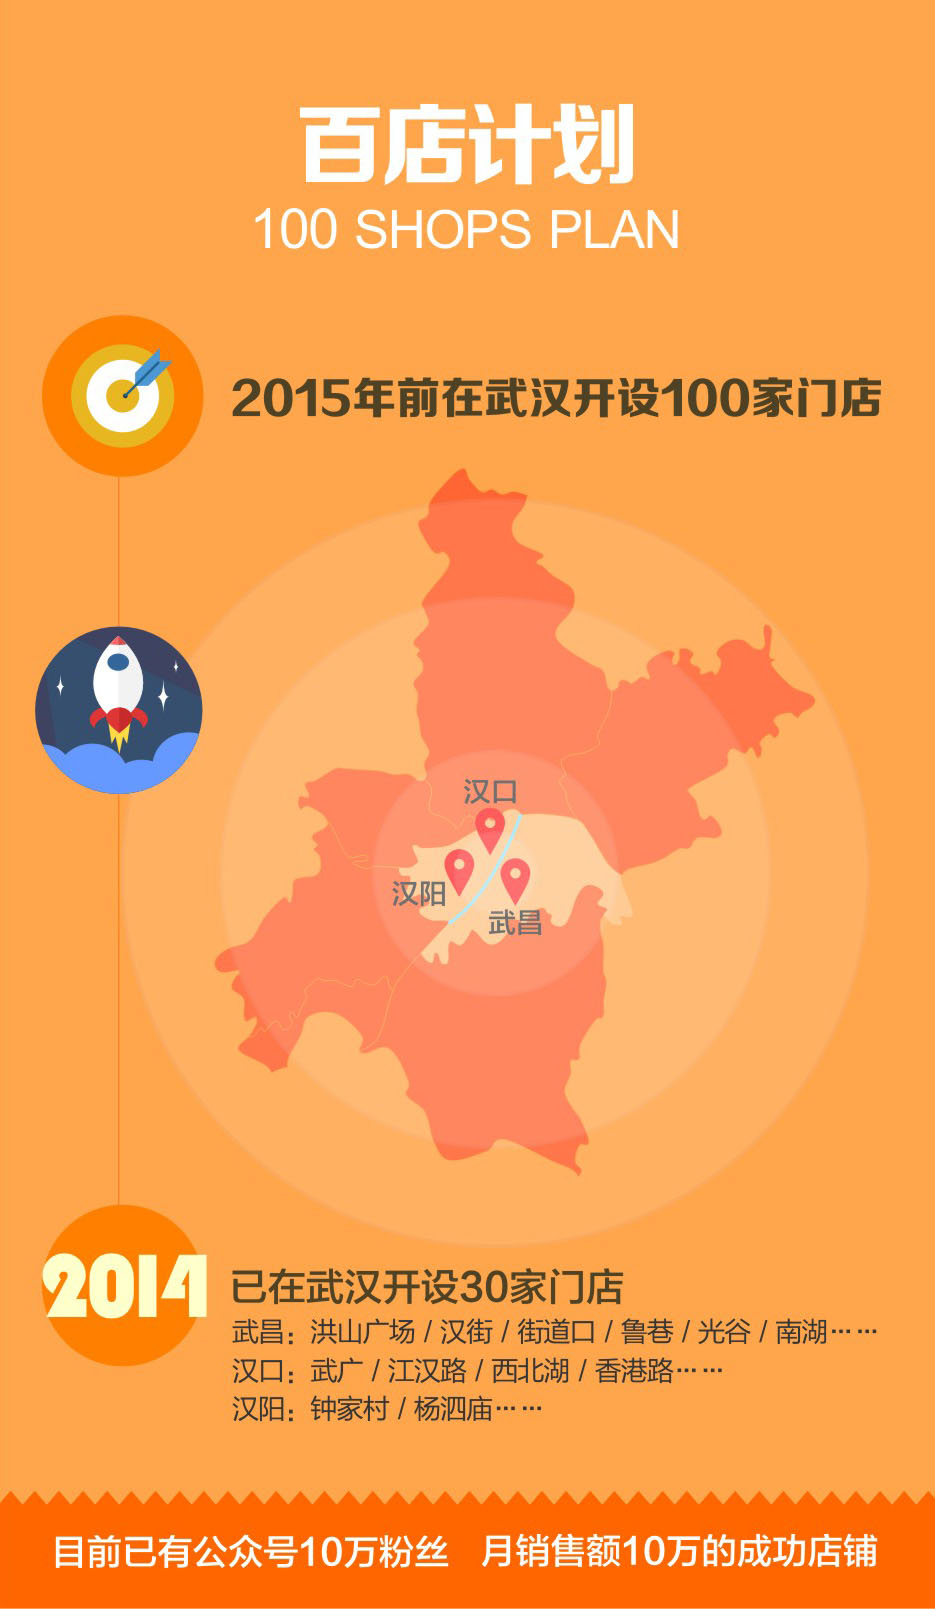 百店计划
100 SHOPS PLAN
2015年前在武汉开设100家门店
汉口
汉阳
武昌
2014
已在武汉开设30家门店
武昌：洪山广场 / 汉街 / 街道口 / 鲁巷 / 光谷 / 南湖……
汉口：武广 / 江汉路 / 西北湖 / 香港路……
汉阳：钟家村 / 杨泗庙……
目前已有公众号10万粉丝 月销售额10万的成功店铺